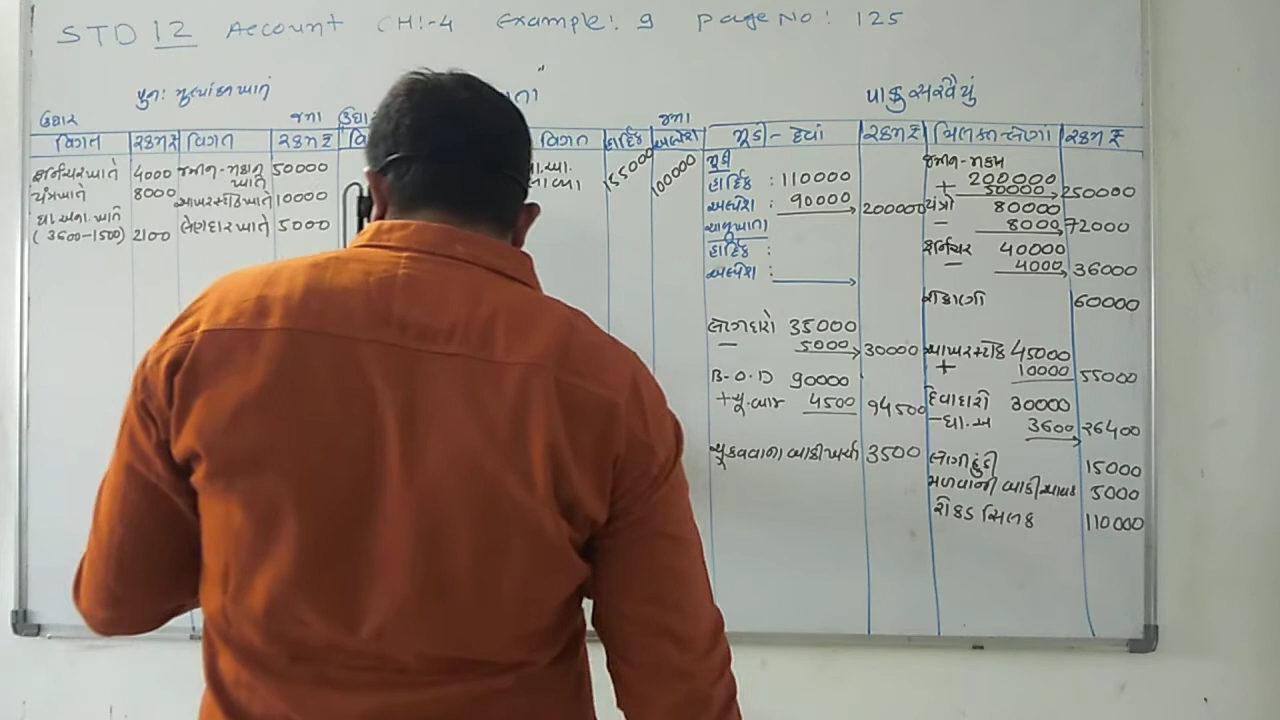 STD 12 Account CH:-4 Example: 9 Page No: 125
પુન: મૂલ્યાંકન ખાતું
ઉધાર જમા
વિગત રકમ ₹ વિગત રકમ ₹
ફર્નિચર ખાતે 4000 જમીન-મકાન ખાતે 50000
યંત્ર ખાતે 8000 આખર સ્ટોક ખાતે 10000
ઘા.અના. ખાતે
(3600-1500) 2100 લેણદાર ખાતે 5000
ઉધા
જમા
વિ વિગત હાર્દિક અલ્પેશ
155000 100000
પાકું સરવૈયું
મૂડી - દેવાં રકમ ₹ મિલકત-લેણાં રકમ ₹
મૂડી
હાર્દિક : 110000
અલ્પેશ : 90000 200000
ચાલુ ખાતા
હાર્દિક :
અલ્પેશ :
લેણદારો 35000
- 5000 30000
B.O.D 90000
+ચૂ. વ્યાજ 4500 94500
ચૂકવવાના બાકી ખર્ચ 3500
જમીન-મકાન
200000
+ 50000 250000
યંત્રો 80000
- 8000 72000
ફર્નિચર 40000
- 4000 36000
રોકાણો 60000
આખર સ્ટોક 45000
+ 10000 55000
દેવાદારો 30000
-ઘા.અ 3600 26400
લેણી હુંડી 15000
મળવાની બાકી આવક 5000
રોકડ સિલક 110000